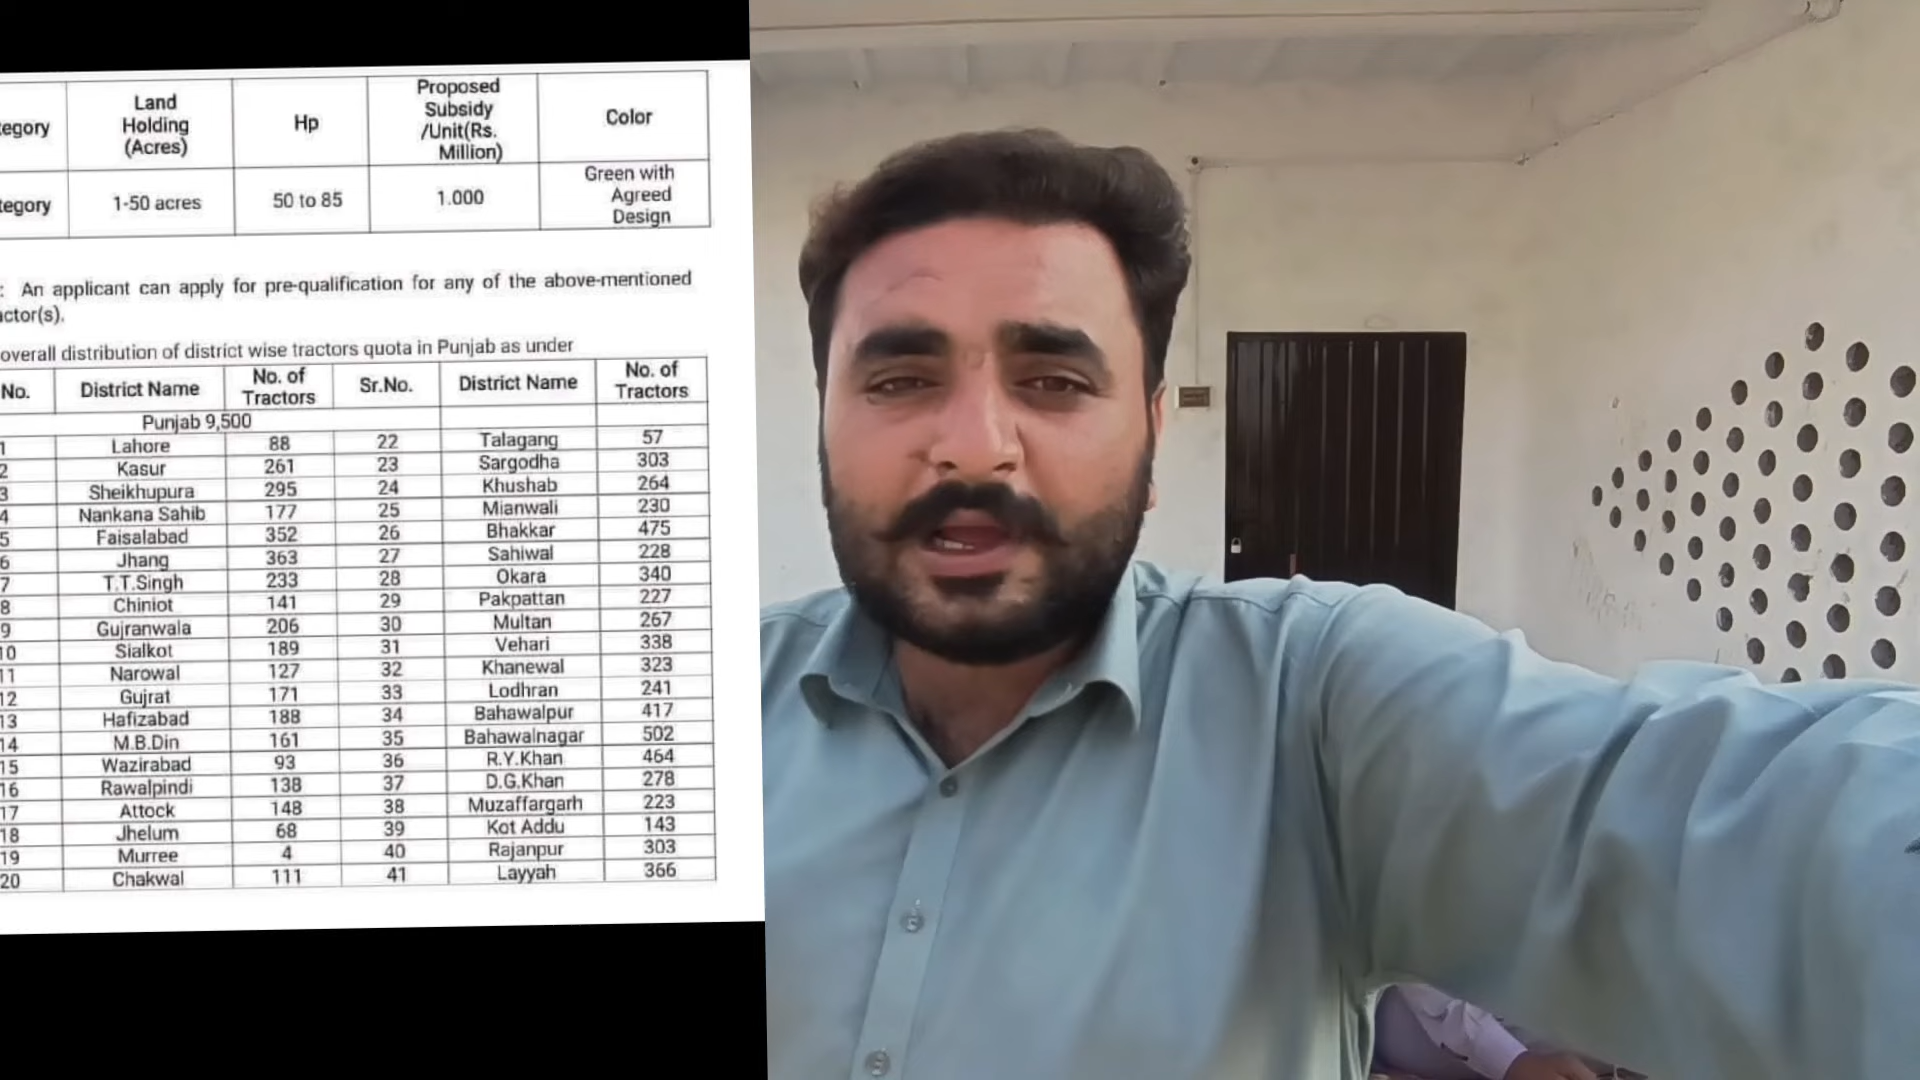 tegory Land Holding (Acres) Hp Proposed Subsidy /Unit(Rs. Million) Color
tegory 1-50 acres 50 to 85 1.000 Green with Agreed Design
: An applicant can apply for pre-qualification for any of the above-mentioned
actor(s).
overall distribution of district wise tractors quota in Punjab as under
No. District Name No. of Tractors Sr.No. District Name No. of Tractors
Punjab 9,500
1 Lahore 88 22 Talagang 57
2 Kasur 261 23 Sargodha 303
3 Sheikhupura 295 24 Khushab 264
4 Nankana Sahib 177 25 Mianwali 230
5 Faisalabad 352 26 Bhakkar 475
6 Jhang 363 27 Sahiwal 228
7 T.T.Singh 233 28 Okara 340
8 Chiniot 141 29 Pakpattan 227
9 Gujranwala 206 30 Multan 267
10 Sialkot 189 31 Vehari 338
11 Narowal 127 32 Khanewal 323
12 Gujrat 171 33 Lodhran 241
13 Hafizabad 188 34 Bahawalpur 417
14 M.B.Din 161 35 Bahawalnagar 502
15 Wazirabad 93 36 R.Y.Khan 464
16 Rawalpindi 138 37 D.G.Khan 278
17 Attock 148 38 Muzaffargarh 223
18 Jhelum 68 39 Kot Addu 143
19 Murree 4 40 Rajanpur 303
20 Chakwal 111 41 Layyah 366